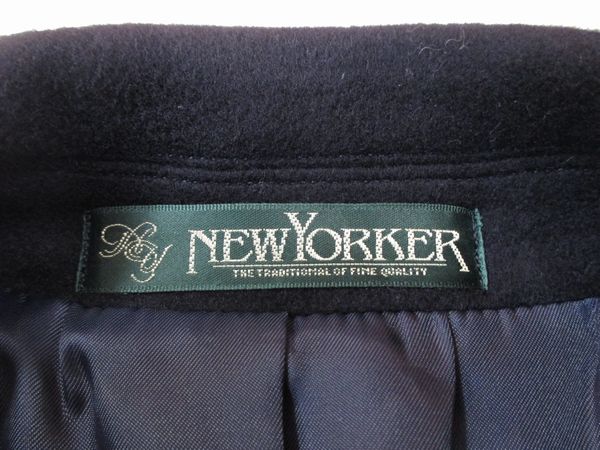 NEWYORKER
THE TRADITIONAL OF FINE QUALITY